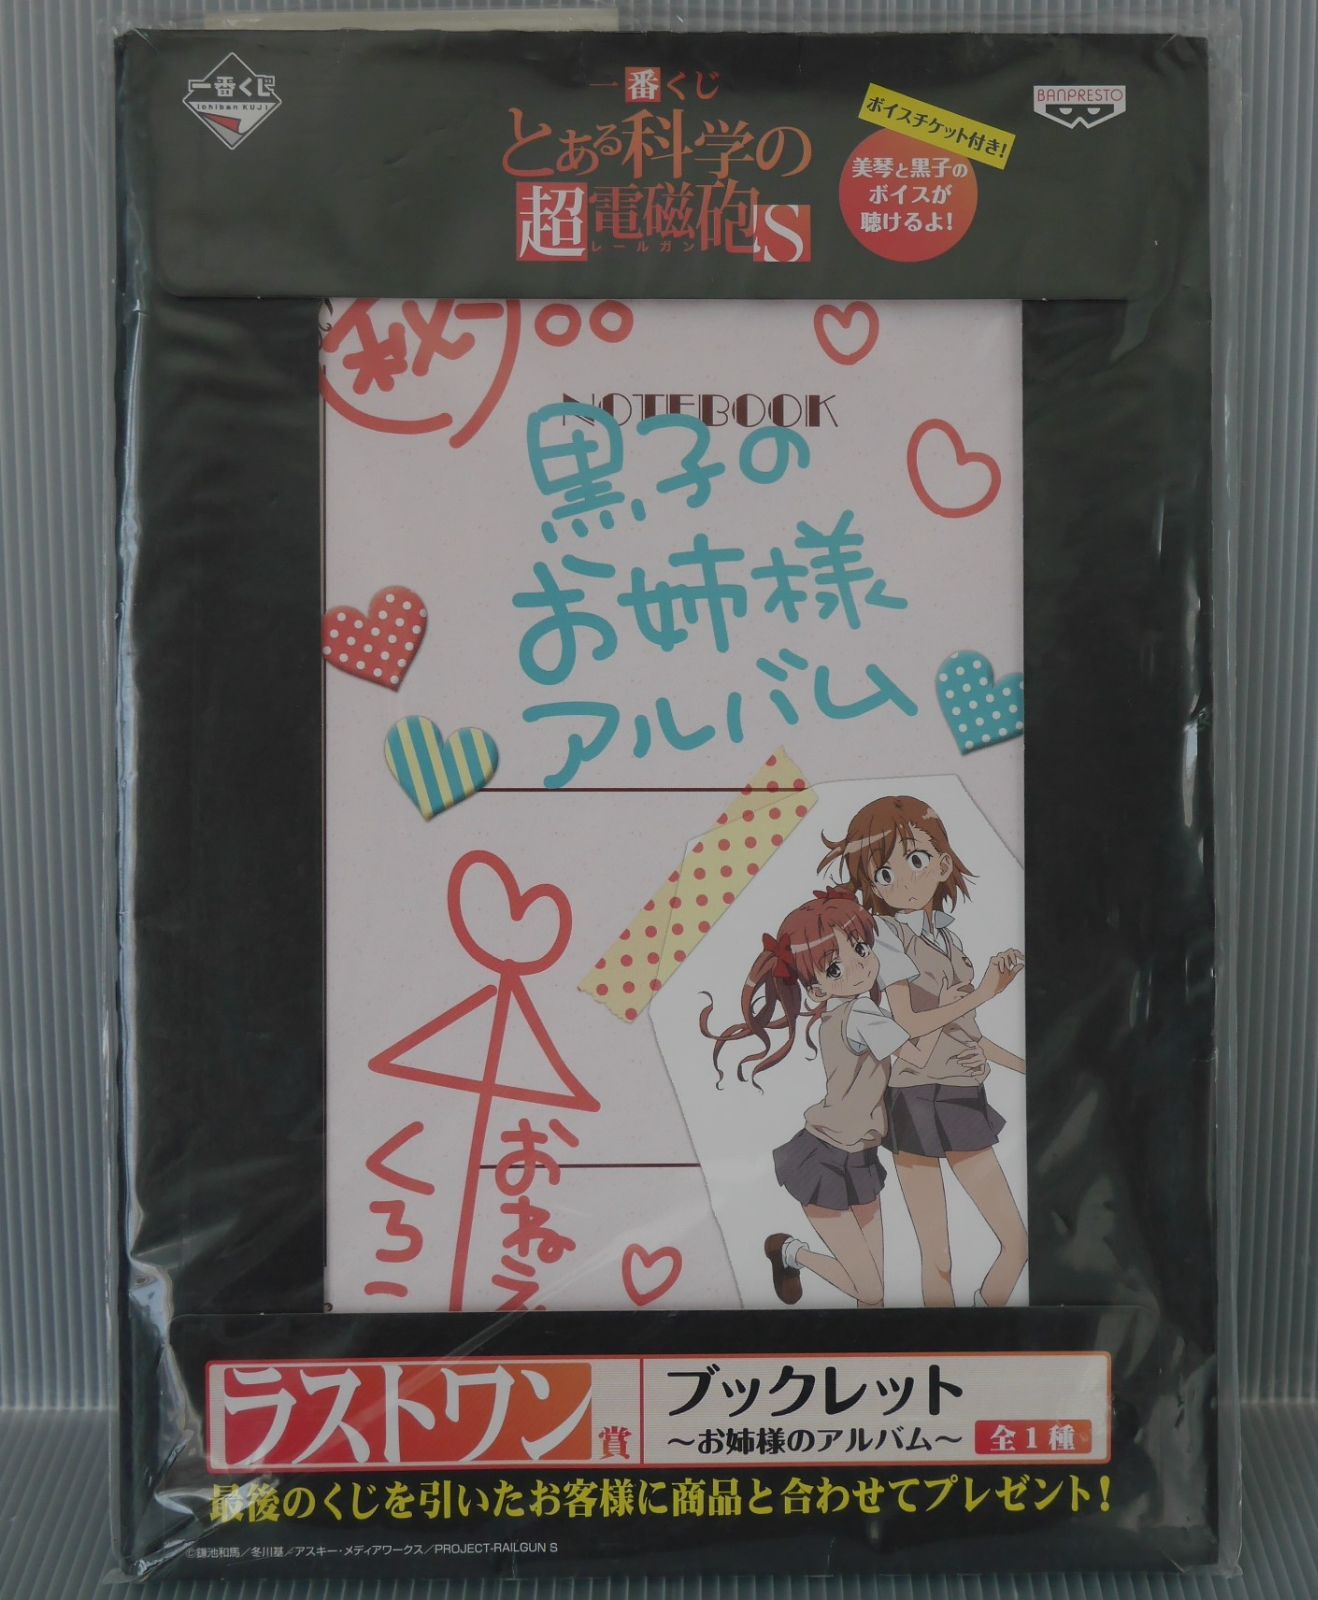 一番くじ
Ichiban KUJI
一番くじ
とある科学の
超電磁砲S
レールガン
ボイスチケット付き!
美琴と黒子の
ボイスが
聴けるよ!
BANPRESTO
秘
NOTEBOOK
黒子の
お姉様
アルバム
おねえ
くろこ
ラストワン賞
ブックレット
~お姉様のアルバム~
全1種
最後のくじを引いたお客様に商品と合わせてプレゼント!
©鎌池和馬/冬川基/アスキー・メディアワークス/PROJECT-RAILGUN S